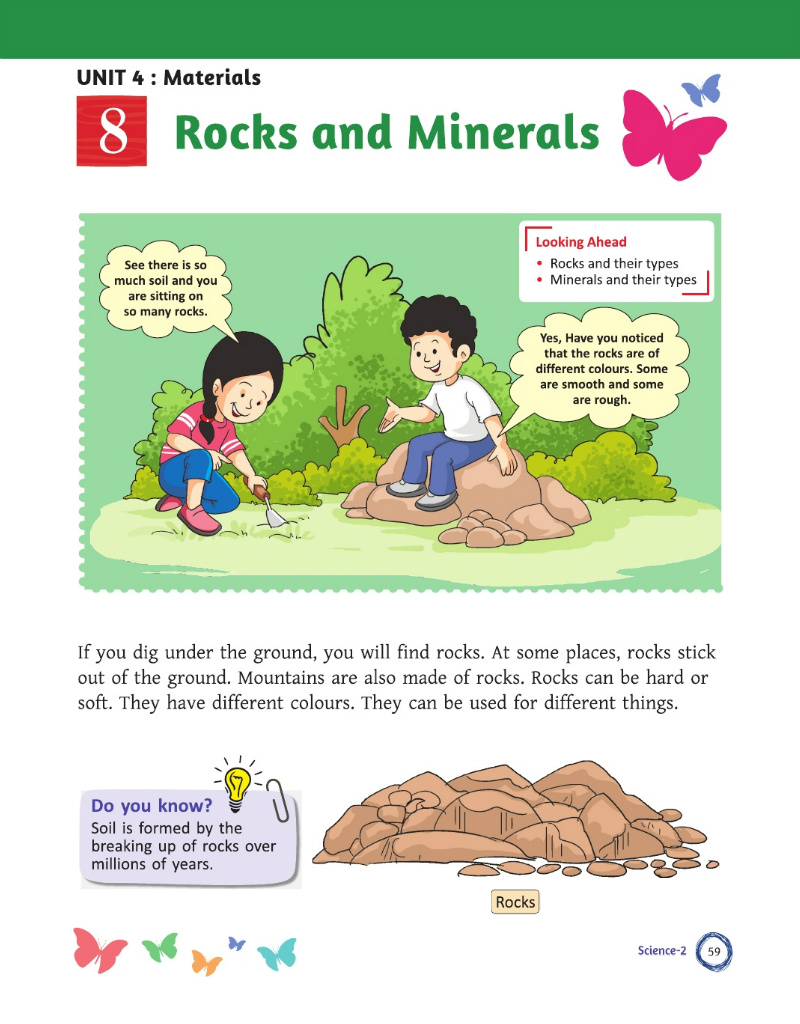 UNIT 4 : Materials
8
Rocks and Minerals
See there is so
much soil and you
are sitting on
so many rocks.
Looking Ahead
• Rocks and their types
• Minerals and their types
Yes, Have you noticed
that the rocks are of
different colours. Some
are smooth and some
are rough.
If you dig under the ground, you will find rocks. At some places, rocks stick
out of the ground. Mountains are also made of rocks. Rocks can be hard or
soft. They have different colours. They can be used for different things.
Do you know?
Soil is formed by the
breaking up of rocks over
millions of years.
Rocks
Science-2
59